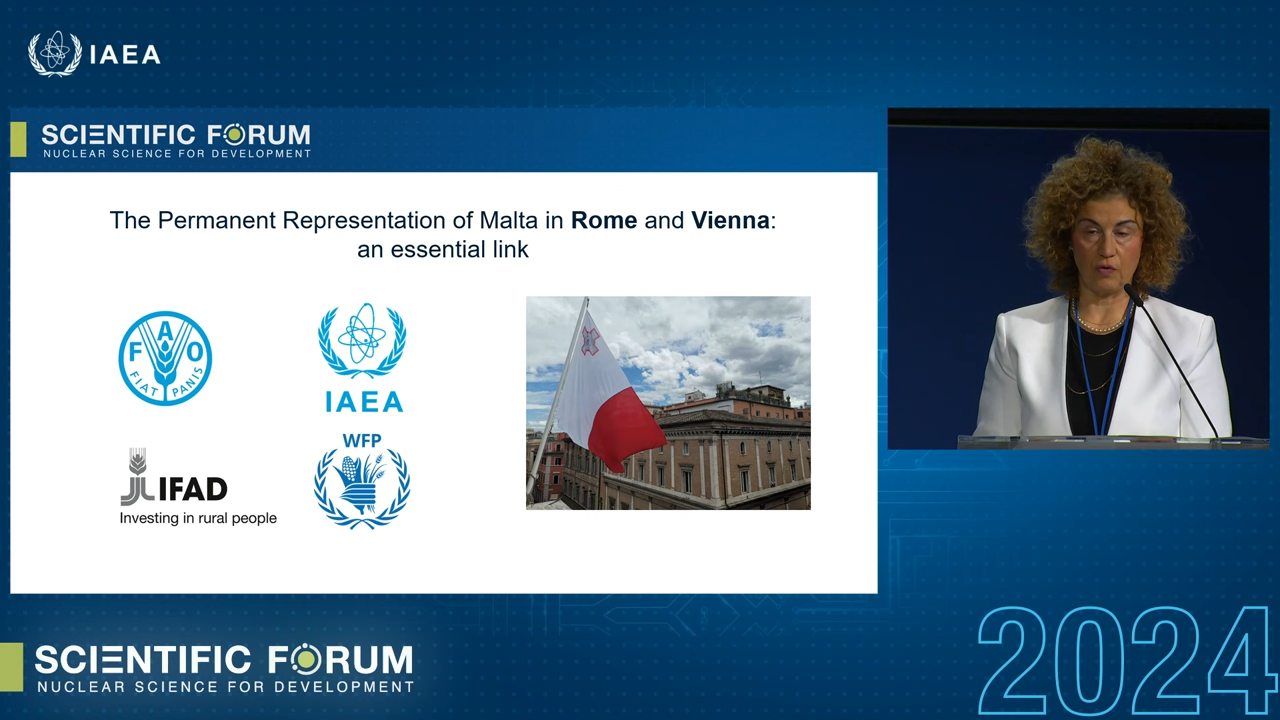 IAEA
SCIENTIFIC FORUM
NUCLEAR SCIENCE FOR DEVELOPMENT
The Permanent Representation of Malta in Rome and Vienna:
an essential link
FAO
FIAT PANIS
IAEA
WFP
IFAD
Investing in rural people
SCIENTIFIC FORUM
NUCLEAR SCIENCE FOR DEVELOPMENT
2024